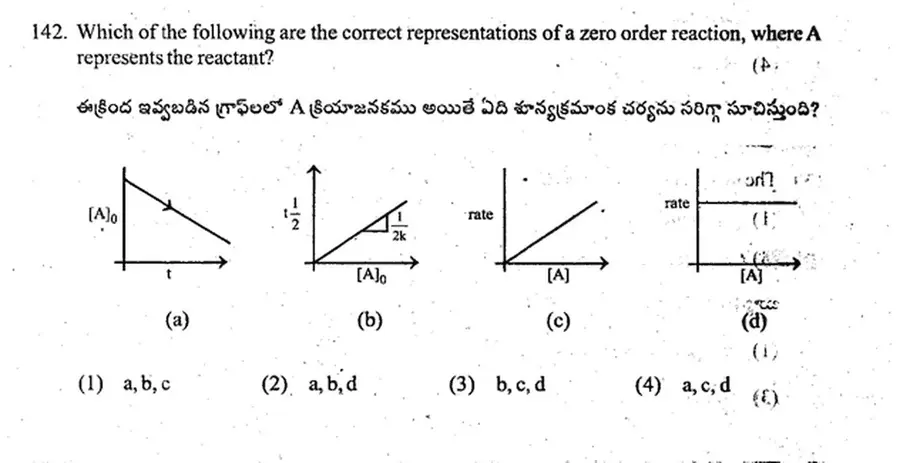 142. Which of the following are the correct representations of a zero order reaction, where A
represents the reactant?
ఈక్రింద ఇవ్వబడిన గ్రాఫ్‌లలో A క్రియాజనకము అయితే ఏది శూన్యక్రమాంక చర్యను సరిగ్గా సూచిస్తుంది?
[A]₀
t
(a)
t 1/2
1/2k
[A]₀
(b)
rate
[A]
(c)
rate
[A]
(d)
(1) a, b, c (2) a, b, d (3) b, c, d (4) a, c, d